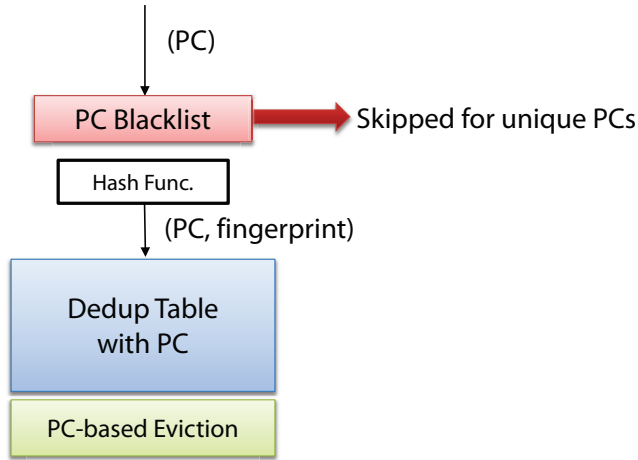 (PC)
PC Blacklist
Skipped for unique PCs
Hash Func.
(PC, fingerprint)
Dedup Table
with PC
PC-based Eviction